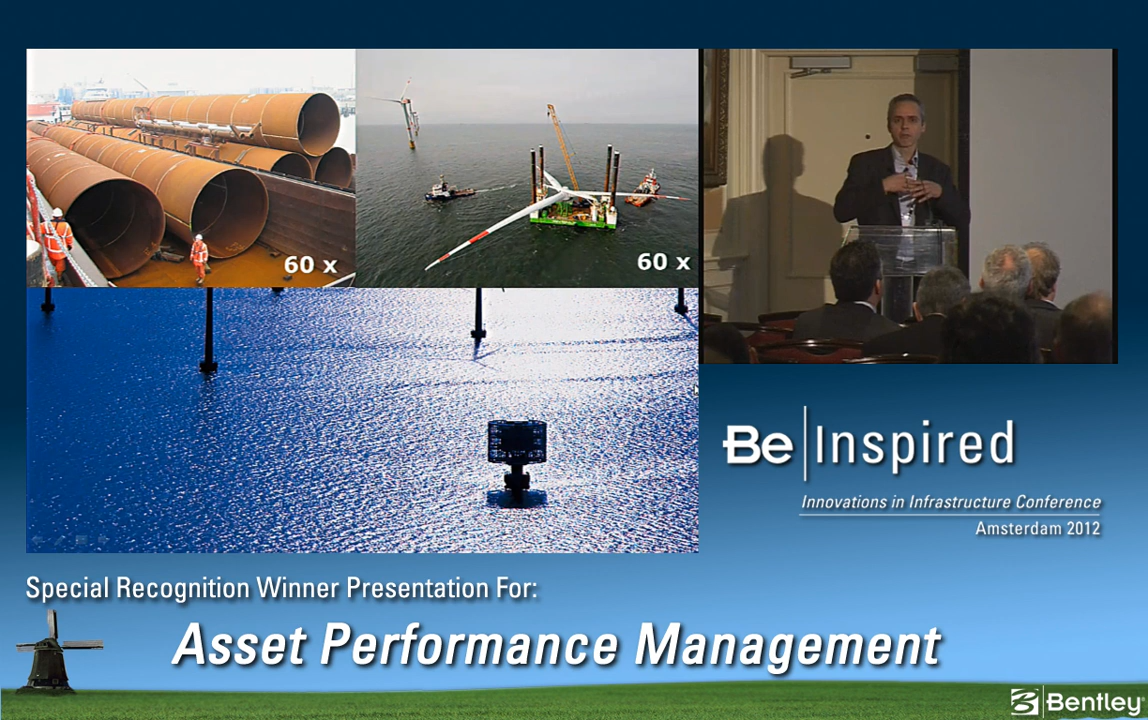 60 x
60 x
Be Inspired
Innovations in Infrastructure Conference
Amsterdam 2012
Special Recognition Winner Presentation For:
Asset Performance Management
Bentley